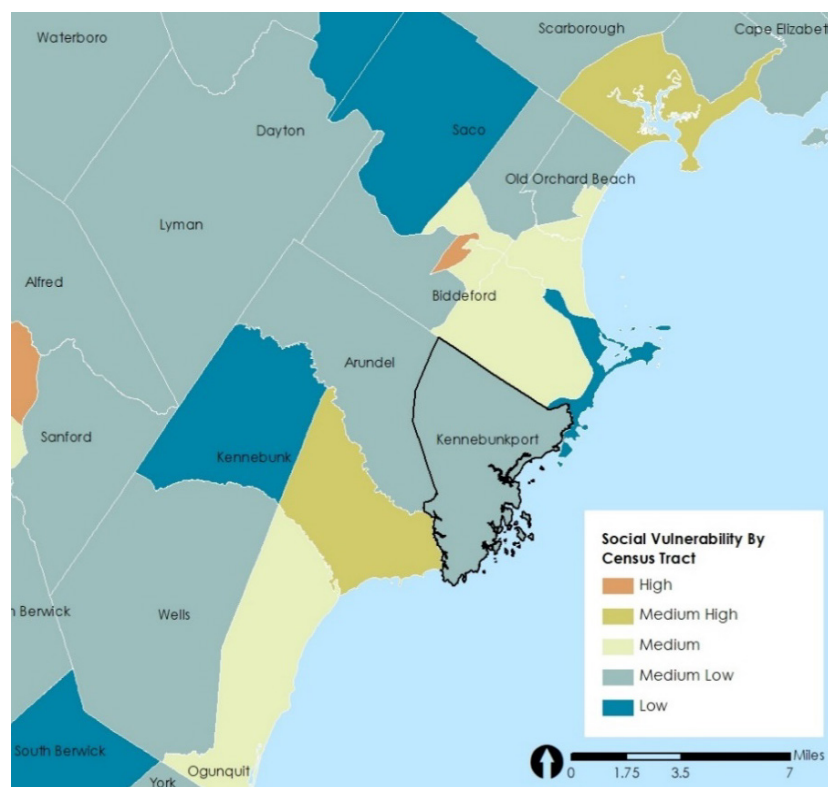 Waterboro
Scarborough
Cape Elizabet
Dayton
Saco
Old Orchard Beach
Lyman
Alfred
Biddeford
Arundel
Sanford
Kennebunkport
Kennebunk
n Berwick
Wells
South Berwick
York
Ogunquit
Social Vulnerability By
Census Tract
High
Medium High
Medium
Medium Low
Low
Miles
0 1.75 3.5 7